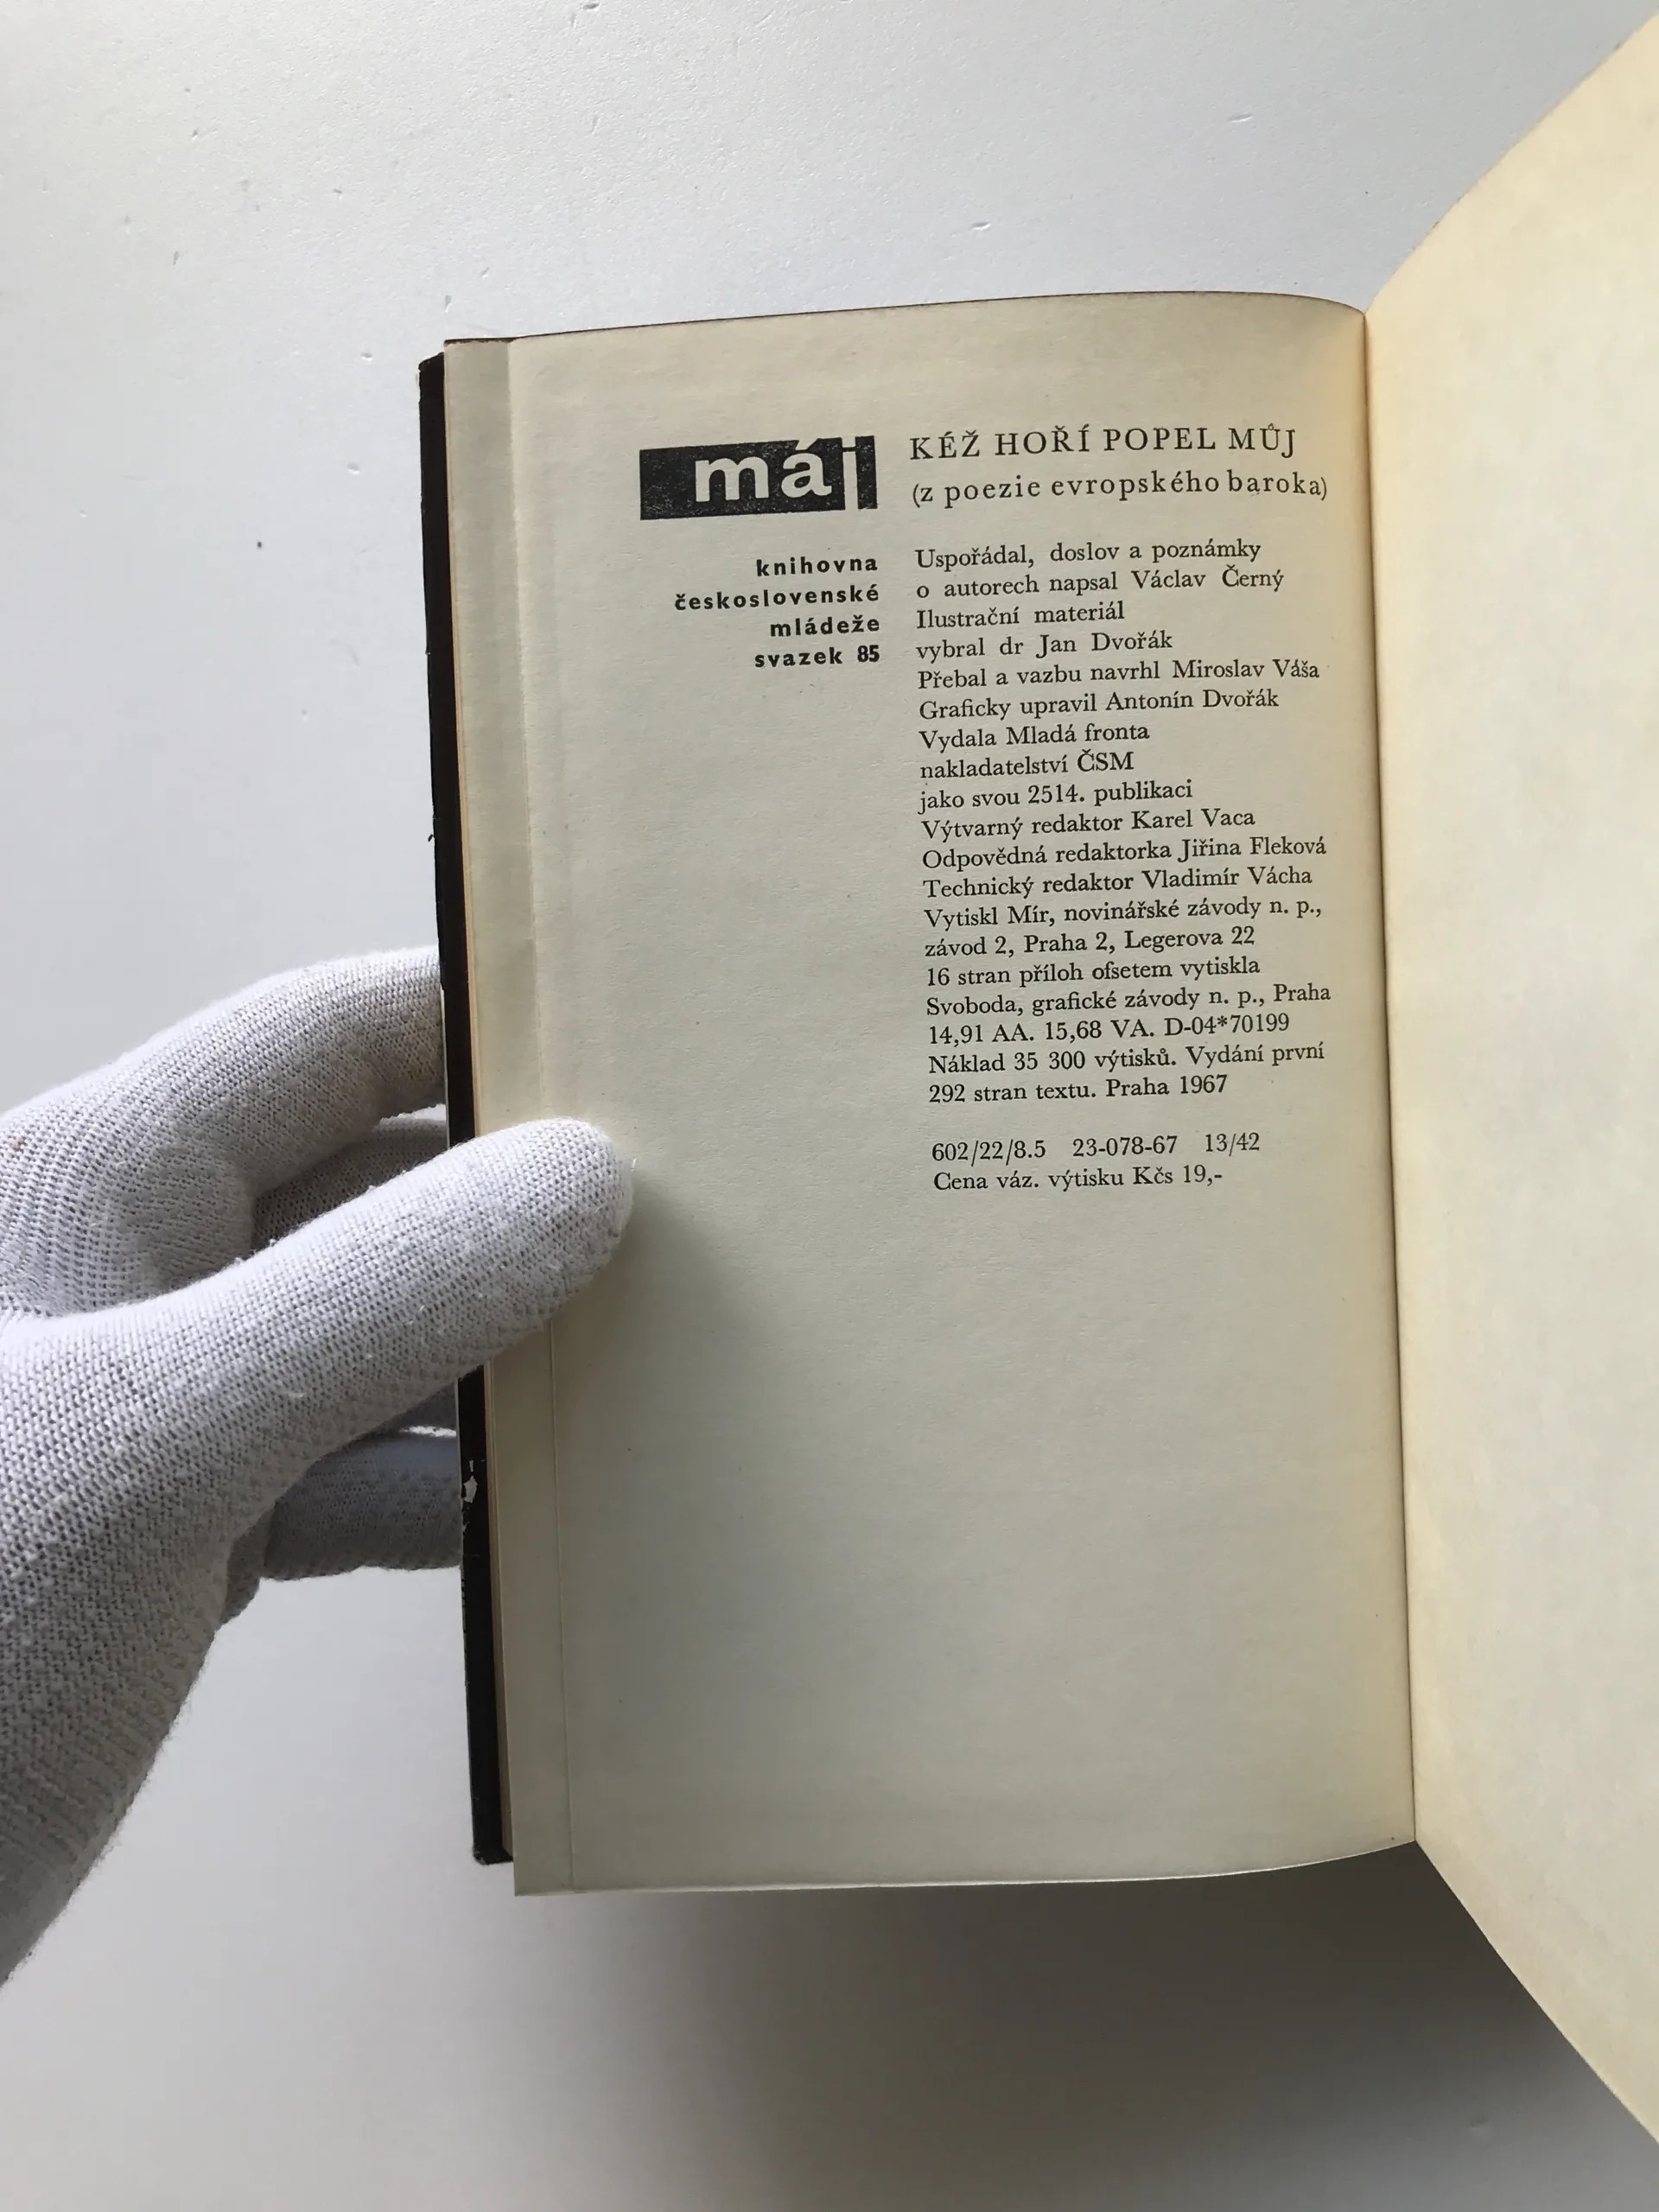 máj
knihovna
československé
mládeže
svazek 85
KÉŽ HOŘÍ POPEL MŮJ
(z poezie evropského baroka)
Uspořádal, doslov a poznámky
o autorech napsal Václav Černý
Ilustrační materiál
vybral dr Jan Dvořák
Přebal a vazbu navrhl Miroslav Váša
Graficky upravil Antonín Dvořák
Vydala Mladá fronta
nakladatelství ČSM
jako svou 2514. publikaci
Výtvarný redaktor Karel Vaca
Odpovědná redaktorka Jiřina Fleková
Technický redaktor Vladimír Vácha
Vytiskl Mír, novinářské závody n. p.,
závod 2, Praha 2, Legerova 22
16 stran příloh ofsetem vytiskla
Svoboda, grafické závody n. p., Praha
14,91 AA. 15,68 VA. D-04*70199
Náklad 35 300 výtisků. Vydání první
292 stran textu. Praha 1967
602/22/8.5 23-078-67 13/42
Cena váz. výtisku Kčs 19,-